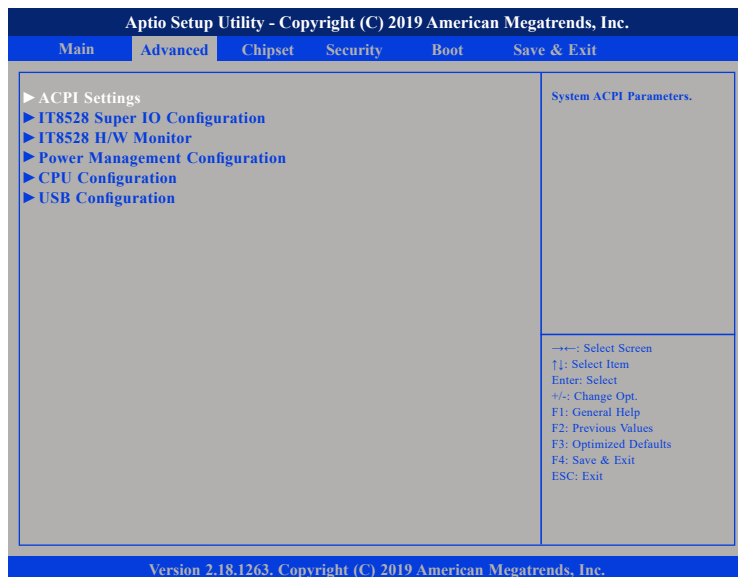 Aptio Setup Utility - Copyright (C) 2019 American Megatrends, Inc.
Main Advanced Chipset Security Boot Save & Exit
►ACPI Settings
►IT8528 Super IO Configuration
►IT8528 H/W Monitor
►Power Management Configuration
►CPU Configuration
►USB Configuration
System ACPI Parameters.
→←: Select Screen
↑↓: Select Item
Enter: Select
+/-: Change Opt.
F1: General Help
F2: Previous Values
F3: Optimized Defaults
F4: Save & Exit
ESC: Exit
Version 2.18.1263. Copyright (C) 2019 American Megatrends, Inc.